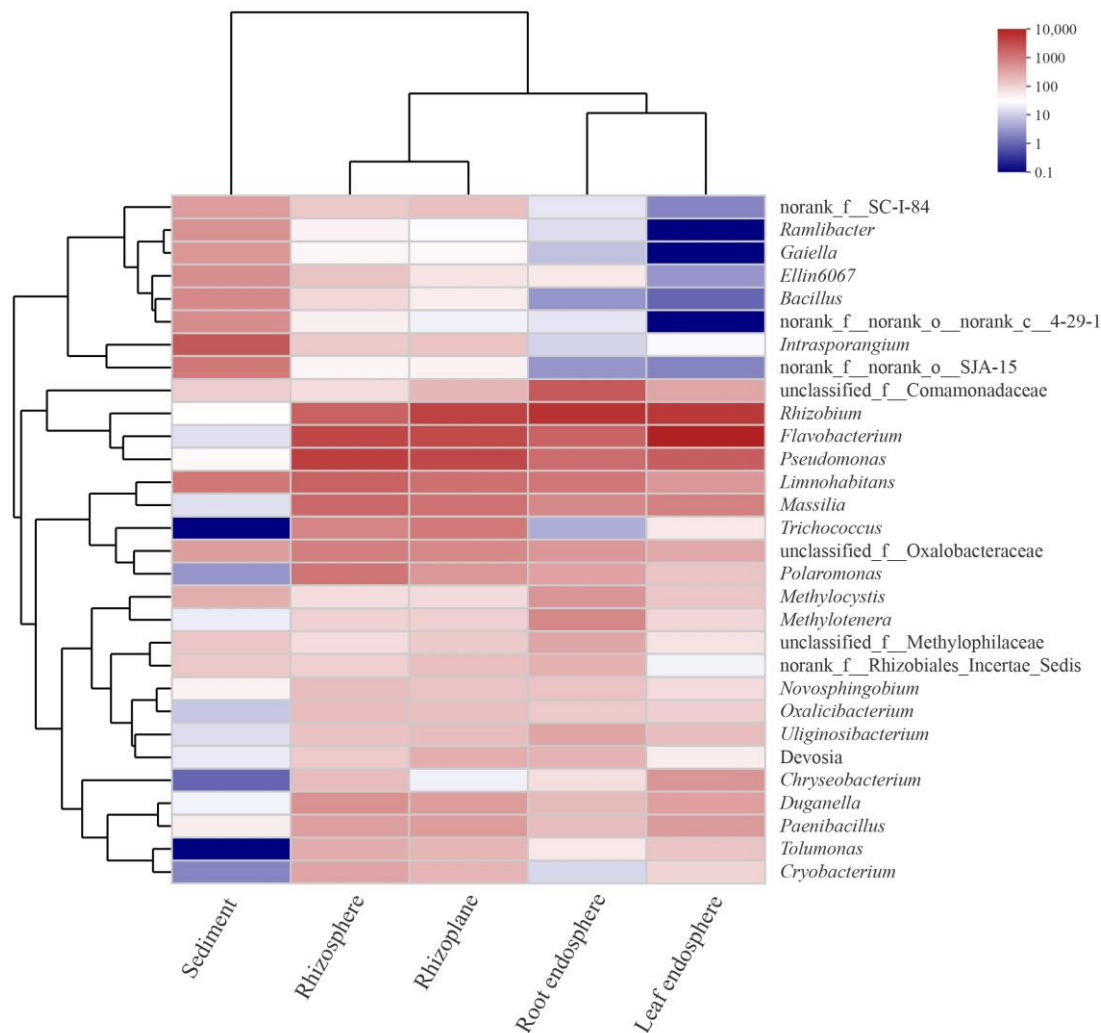 10,000
1000
100
10
1
0.1
norank_f__SC-I-84
Ramlibacter
Gaiella
Ellin6067
Bacillus
norank_f__norank_o__norank_c__4-29-1
Intrasporangium
norank_f__norank_o__SJA-15
unclassified_f__Comamonadaceae
Rhizobium
Flavobacterium
Pseudomonas
Limnohabitans
Massilia
Trichococcus
unclassified_f__Oxalobacteraceae
Polaromonas
Methylocystis
Methylotenera
unclassified_f__Methylophilaceae
norank_f__Rhizobiales_Incertae_Sedis
Novosphingobium
Oxalicibacterium
Uliginosibacterium
Devosia
Chryseobacterium
Duganella
Paenibacillus
Tolumonas
Cryobacterium
Sediment
Rhizosphere
Rhizoplane
Root endosphere
Leaf endosphere